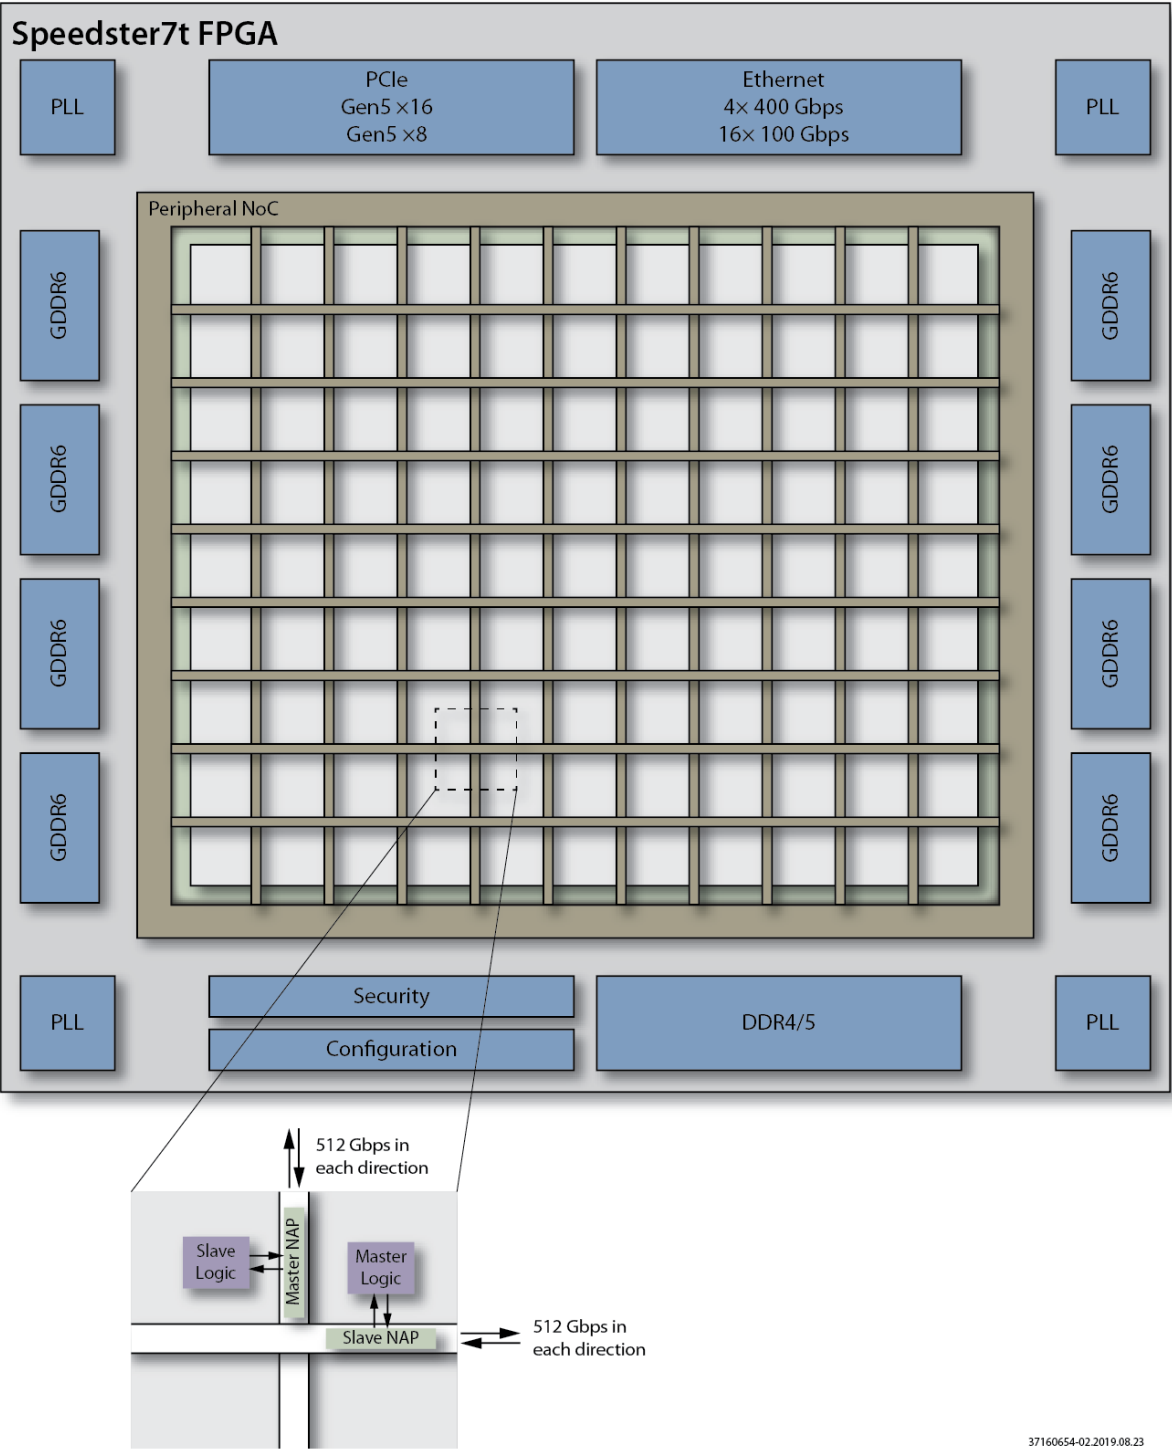 Speedster7t FPGA
PLL
PCIe
Gen5 ×16
Gen5 ×8
Ethernet
4× 400 Gbps
16× 100 Gbps
PLL
Peripheral NoC
GDDR6
GDDR6
GDDR6
GDDR6
GDDR6
GDDR6
GDDR6
GDDR6
PLL
Security
Configuration
DDR4/5
PLL
512 Gbps in
each direction
Slave
Logic
Master NAP
Master
Logic
Slave NAP
512 Gbps in
each direction
37160654-02.2019.08.23